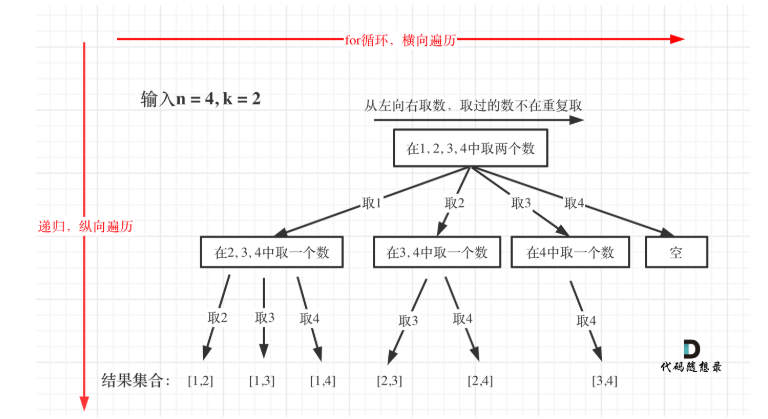 for循环，横向遍历
输入n = 4, k = 2
从左向右取数，取过的数不在重复取
在1, 2, 3, 4中取两个数
取1 取2 取3 取4
递归，纵向遍历
在2, 3, 4中取一个数 在3, 4中取一个数 在4中取一个数 空
取2 取3 取4 取3 取4 取4
代码随想录
结果集合： [1,2] [1,3] [1,4] [2,3] [2,4] [3,4]